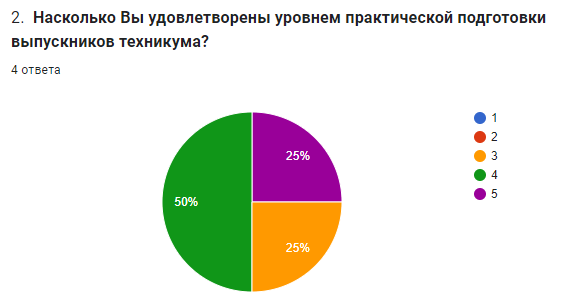 2. Насколько Вы удовлетворены уровнем практической подготовки
выпускников техникума?
4 ответа
25%
50%
25%
1
2
3
4
5